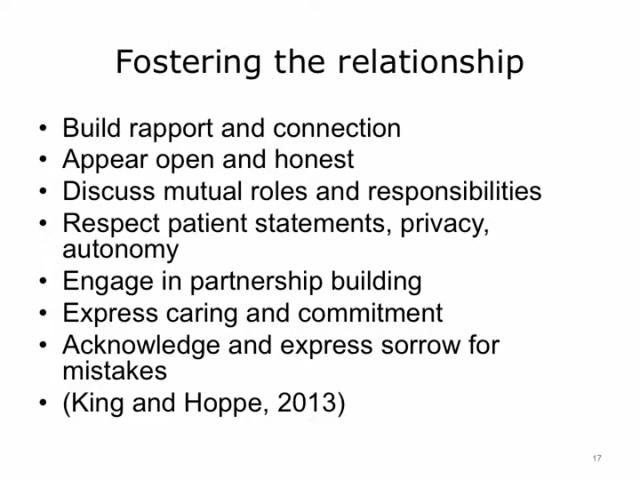 Fostering the relationship
• Build rapport and connection
• Appear open and honest
• Discuss mutual roles and responsibilities
• Respect patient statements, privacy,
autonomy
• Engage in partnership building
• Express caring and commitment
• Acknowledge and express sorrow for
mistakes
• (King and Hoppe, 2013)
17